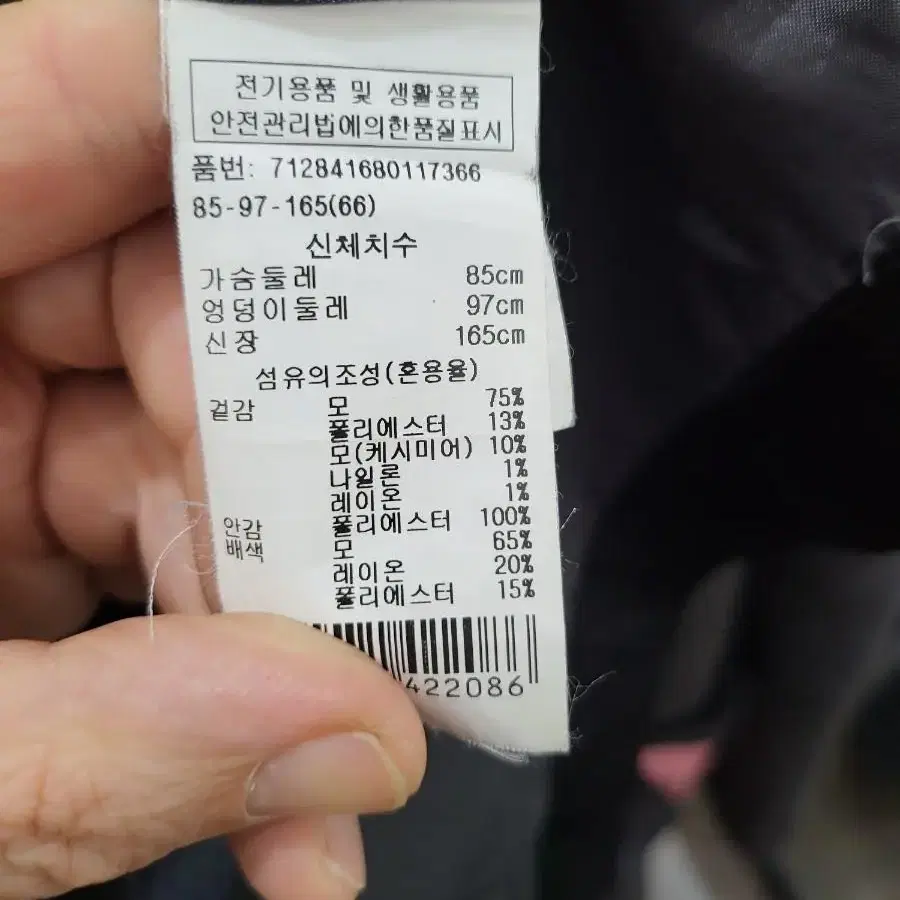 전기용품 및 생활용품
안전관리법에의한품질표시
품번: 712841680117366
85-97-165(66)
신체치수
가슴둘레 85cm
엉덩이둘레 97cm
신장 165cm
섬유의조성(혼용율)
겉감 모 75%
폴리에스터 13%
모(케시미어) 10%
나일론 1%
레이온 1%
안감 폴리에스터 100%
배색 모 65%
레이온 20%
폴리에스터 15%
422086